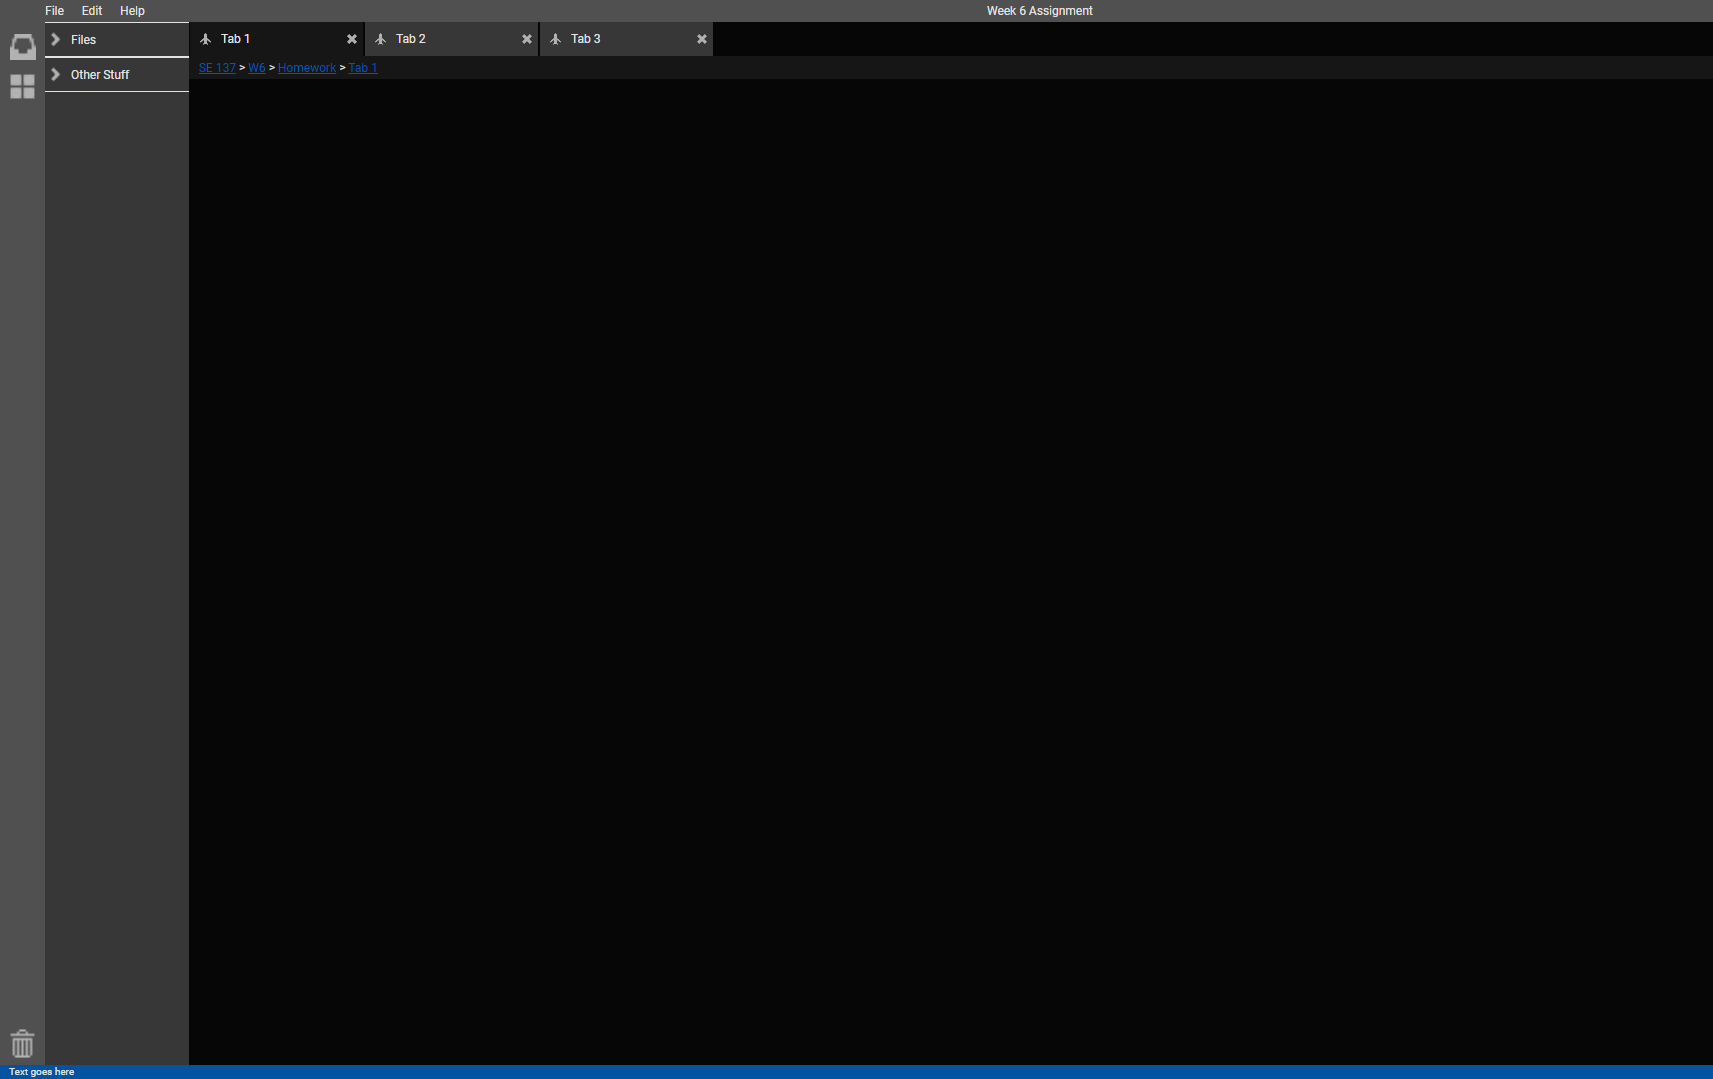 File Edit Help Week 6 Assignment
Files
Other Stuff
Tab 1 Tab 2 Tab 3
SE 137 > W6 > Homework > Tab 1
Text goes here